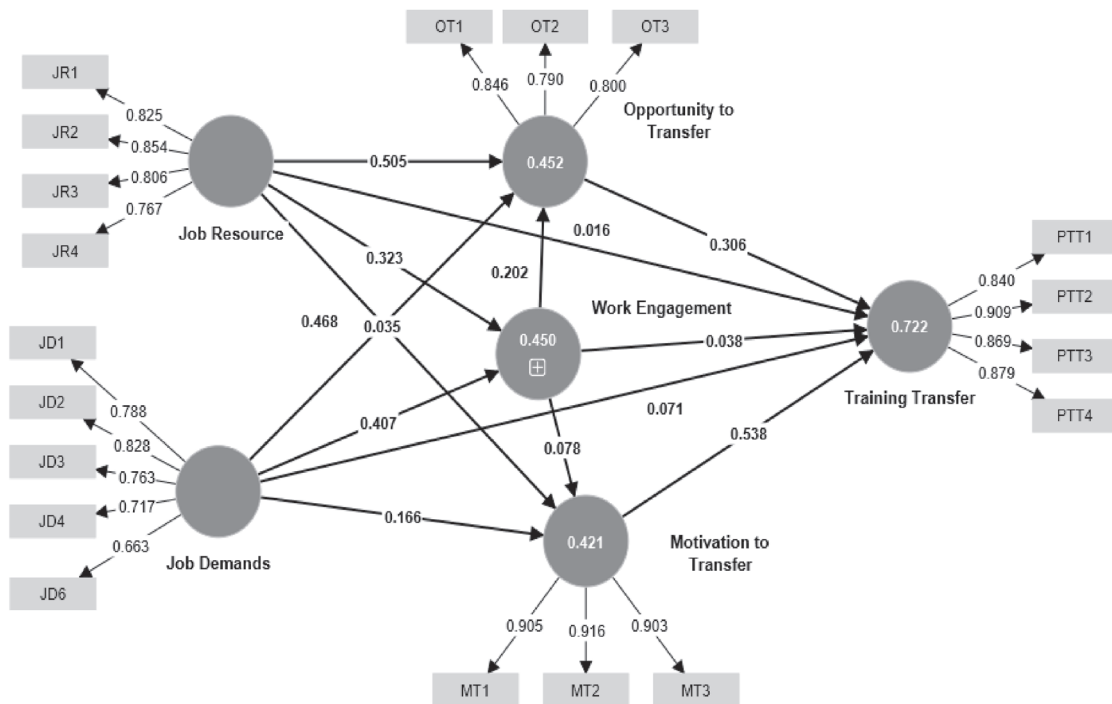 OT1
OT2
OT3
JR1
0.846
0.790
0.800
0.825
Opportunity to
Transfer
JR2
0.854
JR3
0.806
0.505
0.452
0.767
JR4
Job Resource
0.016
0.306
PTT1
0.323
0.202
0.840
Work Engagement
PTT2
0.909
0.468
0.035
0.450
0.038
0.722
0.869
PTT3
JD1
0.879
Training Transfer
PTT4
JD2
0.788
0.407
0.071
0.538
0.828
0.078
JD3
0.763
JD4
0.717
0.166
0.663
0.421
Motivation to
Transfer
Job Demands
JD6
0.905
0.916
0.903
MT1
MT2
MT3